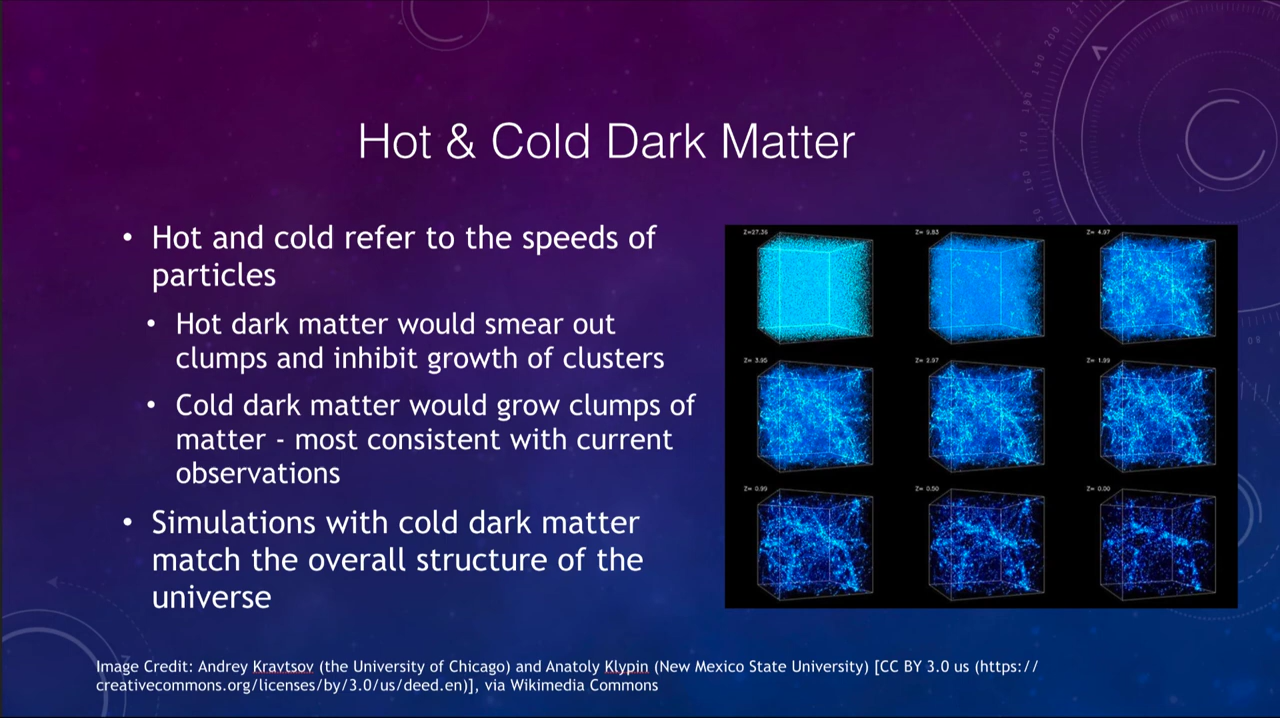 Hot & Cold Dark Matter
• Hot and cold refer to the speeds of
particles
• Hot dark matter would smear out
clumps and inhibit growth of clusters
• Cold dark matter would grow clumps of
matter - most consistent with current
observations
• Simulations with cold dark matter
match the overall structure of the
universe
Z=27.36
Z= 9.83
Z= 4.97
Z= 3.95
Z= 2.97
Z= 1.99
Z= 0.99
Z= 0.50
Z= 0.00
Image Credit: Andrey Kravtsov (the University of Chicago) and Anatoly Klypin (New Mexico State University) [CC BY 3.0 us (https://
creativecommons.org/licenses/by/3.0/us/deed.en)], via Wikimedia Commons
200
190
170
160